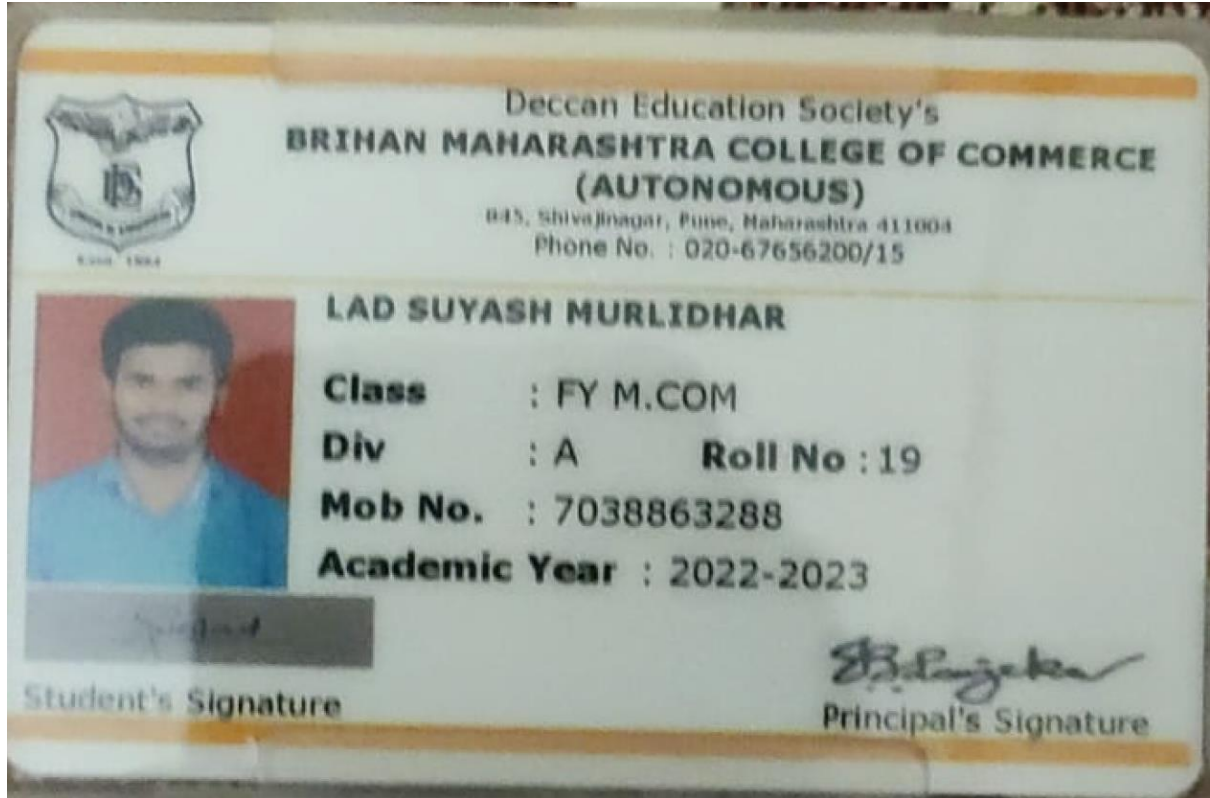 Deccan Education Society's
BRIHAN MAHARASHTRA COLLEGE OF COMMERCE
(AUTONOMOUS)
845, Shivajinagar, Pune, Maharashtra 411004
Phone No. : 020-67656200/15
LAD SUYASH MURLIDHAR
Class : FY M.COM
Div : A Roll No : 19
Mob No. : 7038863288
Academic Year : 2022-2023
Student's Signature
Principal's Signature